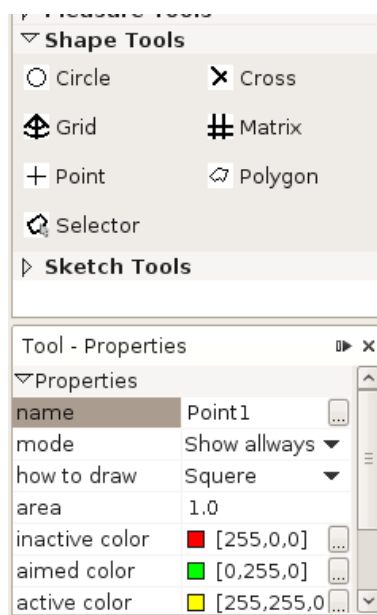 Measure Tools
Shape Tools
Circle Cross
Grid Matrix
Point Polygon
Selector
Sketch Tools
Tool - Properties
Properties
name Point1 ...
mode Show allways
how to draw Squere
area 1.0
inactive color [255,0,0] ...
aimed color [0,255,0] ...
active color [255,255,0 ...